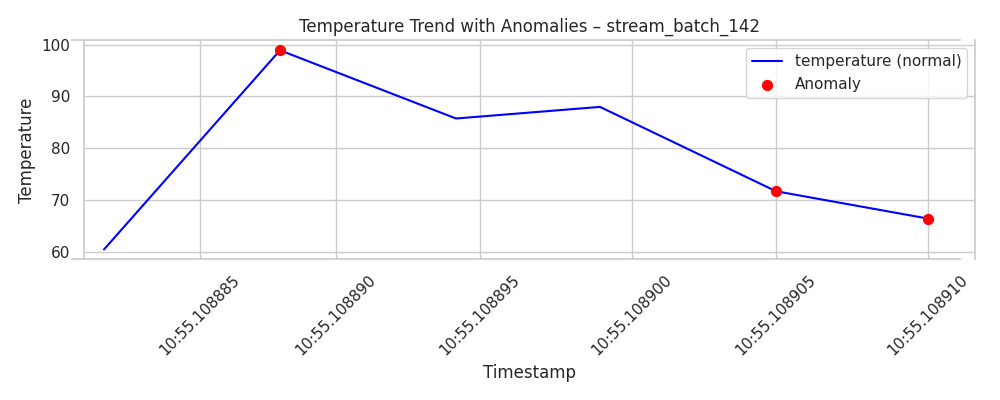 Temperature Trend with Anomalies – stream_batch_142
temperature (normal)
Anomaly
Temperature
100
90
80
70
60
10:55.108885
10:55.108890
10:55.108895
10:55.108900
10:55.108905
10:55.108910
Timestamp